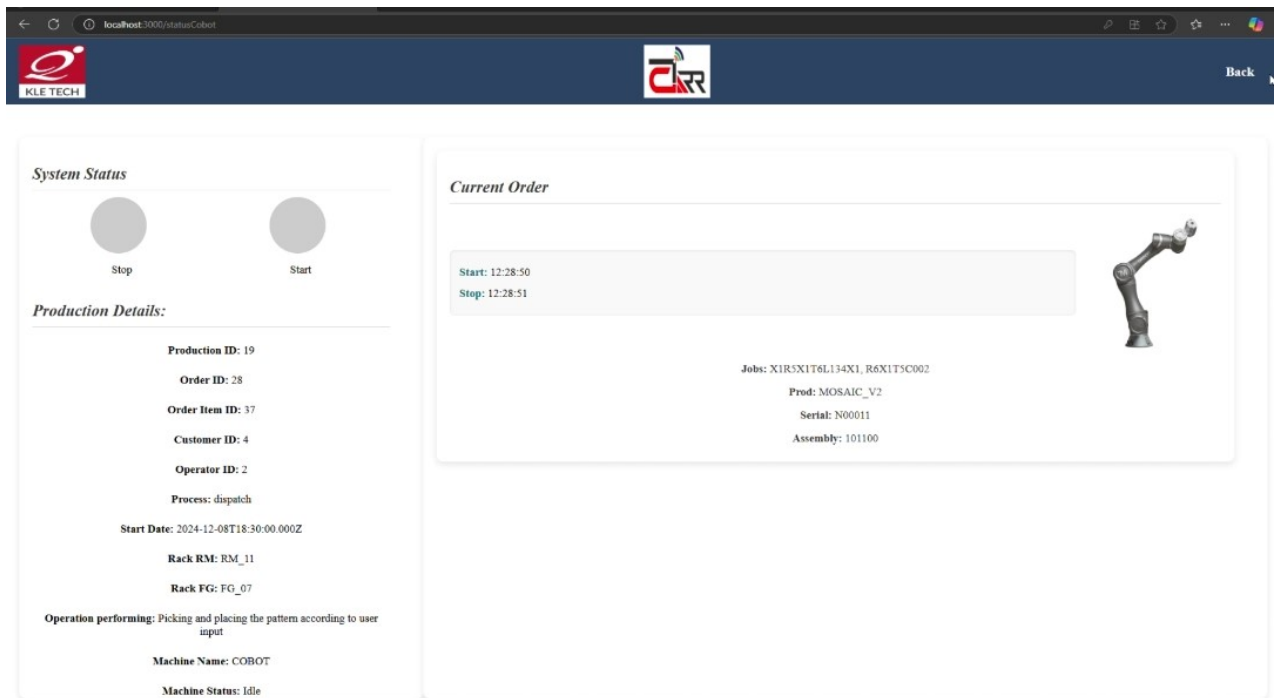 localhost:3000/statusCobot
KLE TECH
Back
System Status
Stop
Start
Production Details:
Production ID: 19
Order ID: 28
Order Item ID: 37
Customer ID: 4
Operator ID: 2
Process: dispatch
Start Date: 2024-12-08T18:30:00.000Z
Rack RM: RM_11
Rack FG: FG_07
Operation performing: Picking and placing the pattern according to user
input
Machine Name: COBOT
Machine Status: Idle
Current Order
Start: 12:28:50
Stop: 12:28:51
Jobs: X1R5X1T6L134X1, R6X1T5C002
Prod: MOSAIC_V2
Serial: N00011
Assembly: 101100